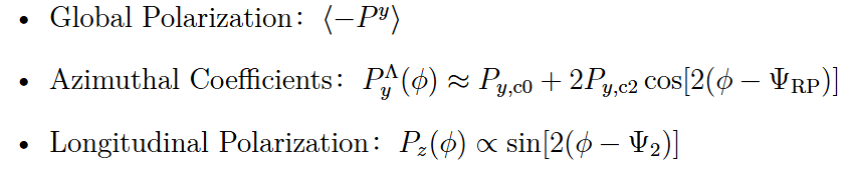 • Global Polarization: ⟨−P^y⟩
• Azimuthal Coefficients: P_y^Λ(ϕ) ≈ P_{y,c0} + 2P_{y,c2} cos[2(ϕ − Ψ_RP)]
• Longitudinal Polarization: P_z(ϕ) ∝ sin[2(ϕ − Ψ_2)]